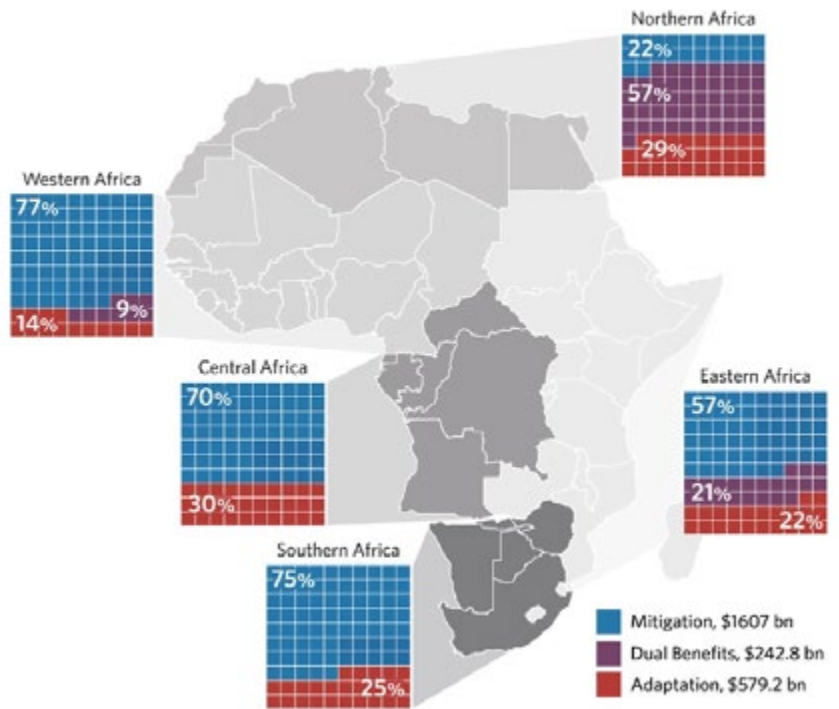 Northern Africa
22%
57%
29%
Western Africa
77%
9%
14%
Central Africa
70%
30%
Eastern Africa
57%
21%
22%
Southern Africa
75%
25%
Mitigation, $1607 bn
Dual Benefits, $242.8 bn
Adaptation, $579.2 bn